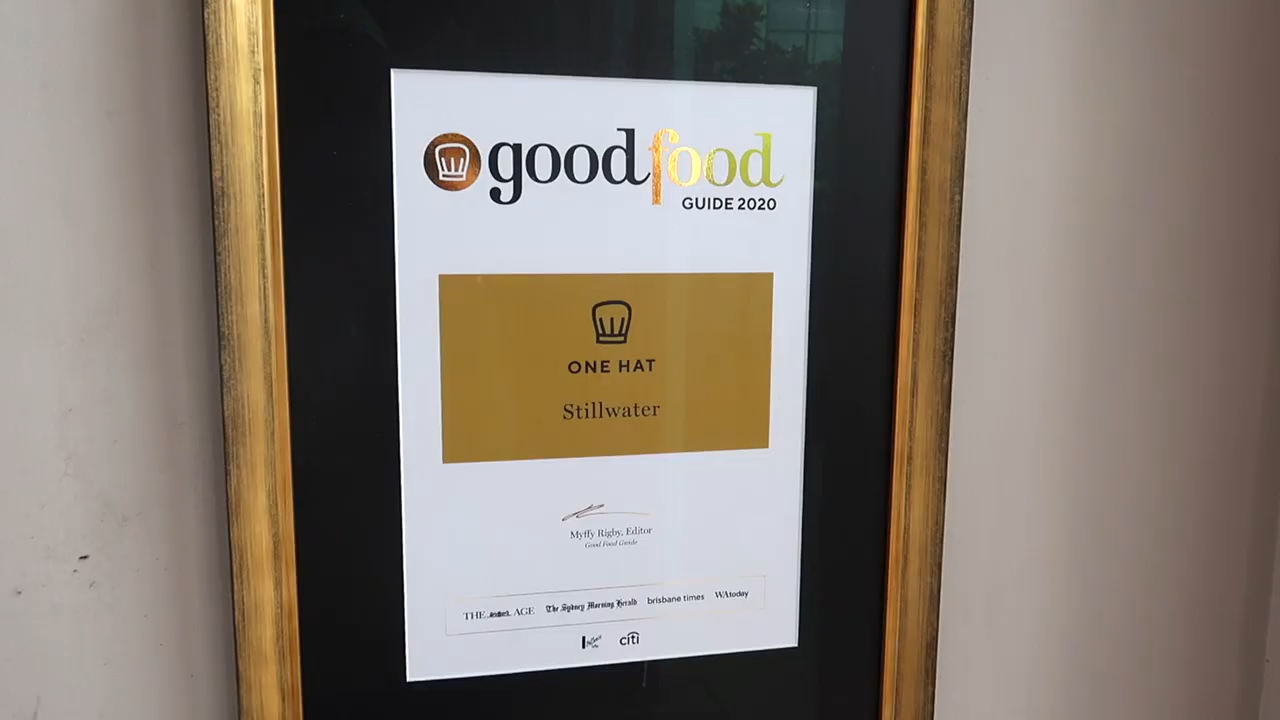 goodfood
GUIDE 2020
ONE HAT
Stillwater
Myffy Rigby, Editor
Good Food Guide
THE AGE The Sydney Morning Herald brisbane times WAtoday
citi